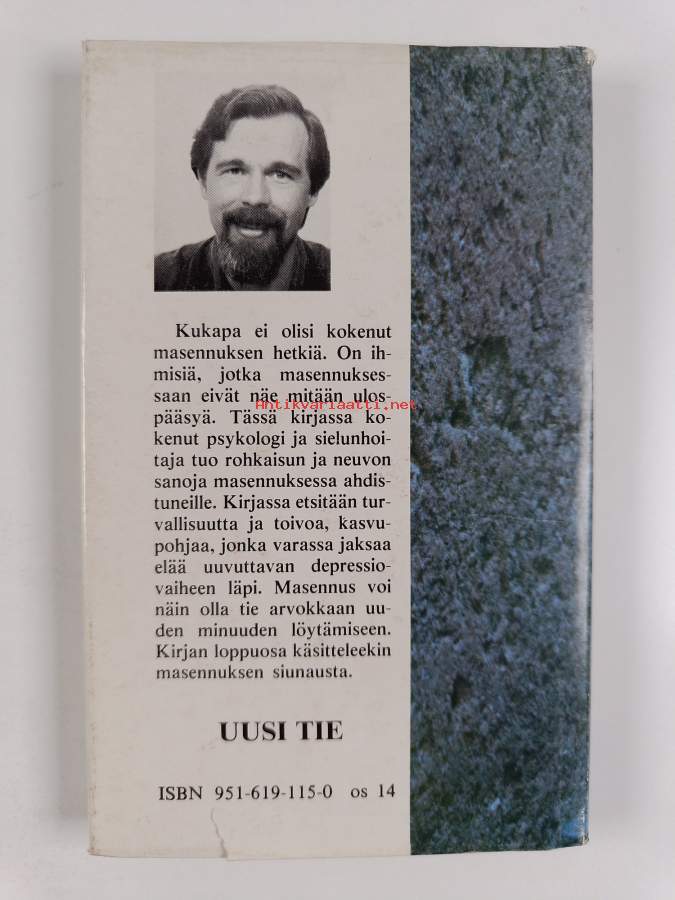 Kukapa ei olisi kokenut
masennuksen hetkiä. On ih-
misiä, jotka masennukses-
saan eivät näe mitään ulos-
Antikvariaatti.net
pääsyä. Tässä kirjassa ko-
kenut psykologi ja sielunhoi-
taja tuo rohkaisun ja neuvon
sanoja masennuksessa ahdis-
tuneille. Kirjassa etsitään tur-
vallisuutta ja toivoa, kasvu-
pohjaa, jonka varassa jaksaa
elää uuvuttavan depressio-
vaiheen läpi. Masennus voi
näin olla tie arvokkaan uu-
den minuuden löytämiseen.
Kirjan loppuosa käsitteleekin
masennuksen siunausta.
UUSI TIE
ISBN 951-619-115-0 os 14